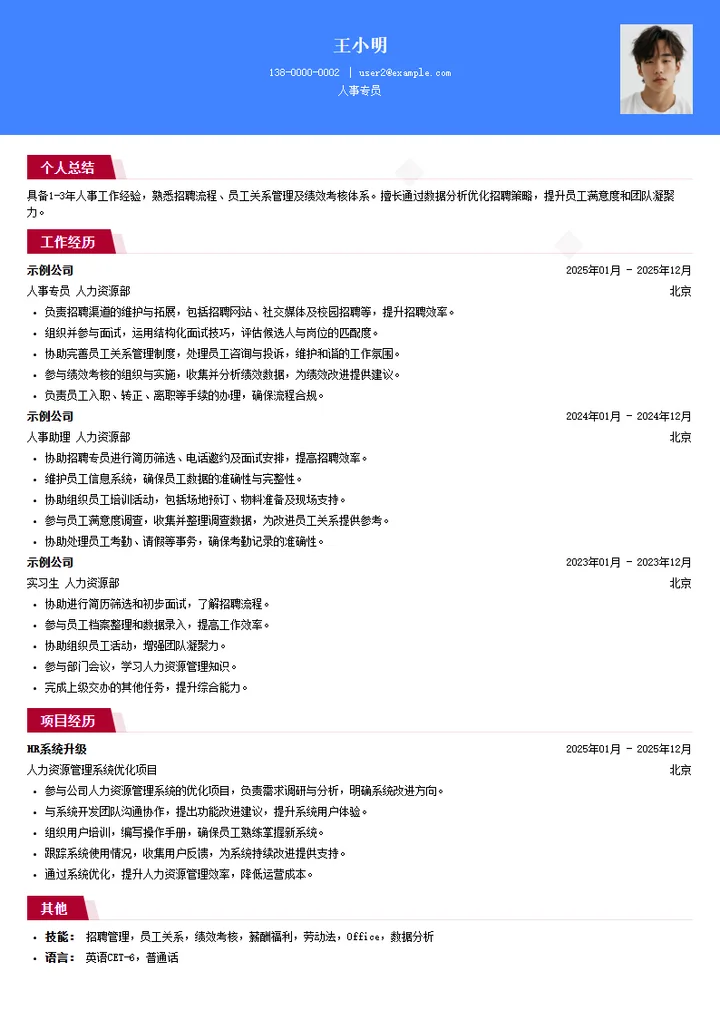 王小明
138-0000-0002 | user2@example.com
人事专员
个人总结
具备1-3年人事工作经验，熟悉招聘流程、员工关系管理及绩效考核体系。擅长通过数据分析优化招聘策略，提升员工满意度和团队凝聚
力。
工作经历
示例公司 2025年01月 - 2025年12月
人事专员 人力资源部 北京
• 负责招聘渠道的维护与拓展，包括招聘网站、社交媒体及校园招聘等，提升招聘效率。
• 组织并参与面试，运用结构化面试技巧，评估候选人与岗位的匹配度。
• 协助完善员工关系管理制度，处理员工咨询与投诉，维护和谐的工作氛围。
• 参与绩效考核的组织与实施，收集并分析绩效数据，为绩效改进提供建议。
• 负责员工入职、转正、离职等手续的办理，确保流程合规。
示例公司 2024年01月 - 2024年12月
人事助理 人力资源部 北京
• 协助招聘专员进行简历筛选、电话邀约及面试安排，提高招聘效率。
• 维护员工信息系统，确保员工数据的准确性与完整性。
• 协助组织员工培训活动，包括场地预订、物料准备及现场支持。
• 参与员工满意度调查，收集并整理调查数据，为改进员工关系提供参考。
• 协助处理员工考勤、请假等事务，确保考勤记录的准确性。
示例公司 2023年01月 - 2023年12月
实习生 人力资源部 北京
• 协助进行简历筛选和初步面试，了解招聘流程。
• 参与员工档案整理和数据录入，提高工作效率。
• 协助组织员工活动，增强团队凝聚力。
• 参与部门会议，学习人力资源管理知识。
• 完成上级交办的其他任务，提升综合能力。
项目经历
HR系统升级 2025年01月 - 2025年12月
人力资源管理系统优化项目 北京
• 参与公司人力资源管理系统的优化项目，负责需求调研与分析，明确系统改进方向。
• 与系统开发团队沟通协作，提出功能改进建议，提升系统用户体验。
• 组织用户培训，编写操作手册，确保员工熟练掌握新系统。
• 跟踪系统使用情况，收集用户反馈，为系统持续改进提供支持。
• 通过系统优化，提升人力资源管理效率，降低运营成本。
其他
• 技能： 招聘管理，员工关系，绩效考核，薪酬福利，劳动法，Office，数据分析
• 语言： 英语CET-6，普通话